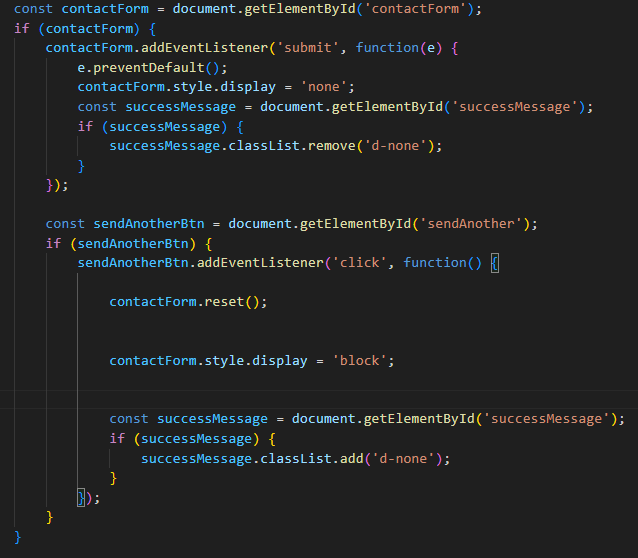 const contactForm = document.getElementById('contactForm');
if (contactForm) {
    contactForm.addEventListener('submit', function(e) {
        e.preventDefault();
        contactForm.style.display = 'none';
        const successMessage = document.getElementById('successMessage');
        if (successMessage) {
            successMessage.classList.remove('d-none');
        }
    });

    const sendAnotherBtn = document.getElementById('sendAnother');
    if (sendAnotherBtn) {
        sendAnotherBtn.addEventListener('click', function() {

            contactForm.reset();


            contactForm.style.display = 'block';


            const successMessage = document.getElementById('successMessage');
            if (successMessage) {
                successMessage.classList.add('d-none');
            }
        });
    }
}